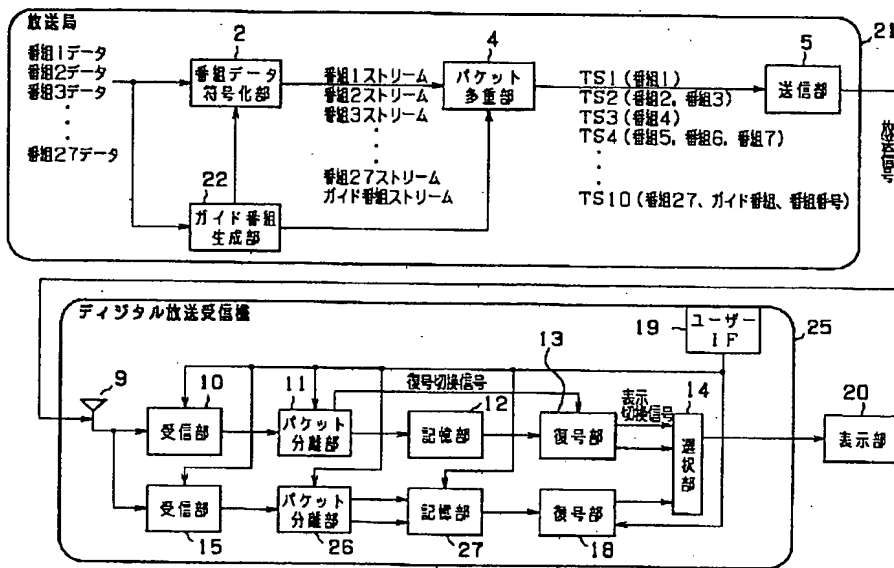 放送局
21
番組1データ
番組2データ
番組3データ
・
・
・
番組27データ
2
番組データ
符号化部
22
ガイド番組
生成部
番組1ストリーム
番組2ストリーム
番組3ストリーム
・
・
・
番組27ストリーム
ガイド番組ストリーム
4
パケット
多重部
TS1(番組1)
TS2(番組2,番組3)
TS3(番組4)
TS4(番組5,番組6,番組7)
・
・
・
TS10(番組27、ガイド番組、番組番号)
5
送信部
放送信号
ディジタル放送受信機
25
19
ユーザー
IF
9
10
受信部
11
パケット
分離部
復号切換信号
12
記憶部
13
復号部
表示
切換信号
14
選択部
20
表示部
15
受信部
26
パケット
分離部
27
記憶部
18
復号部